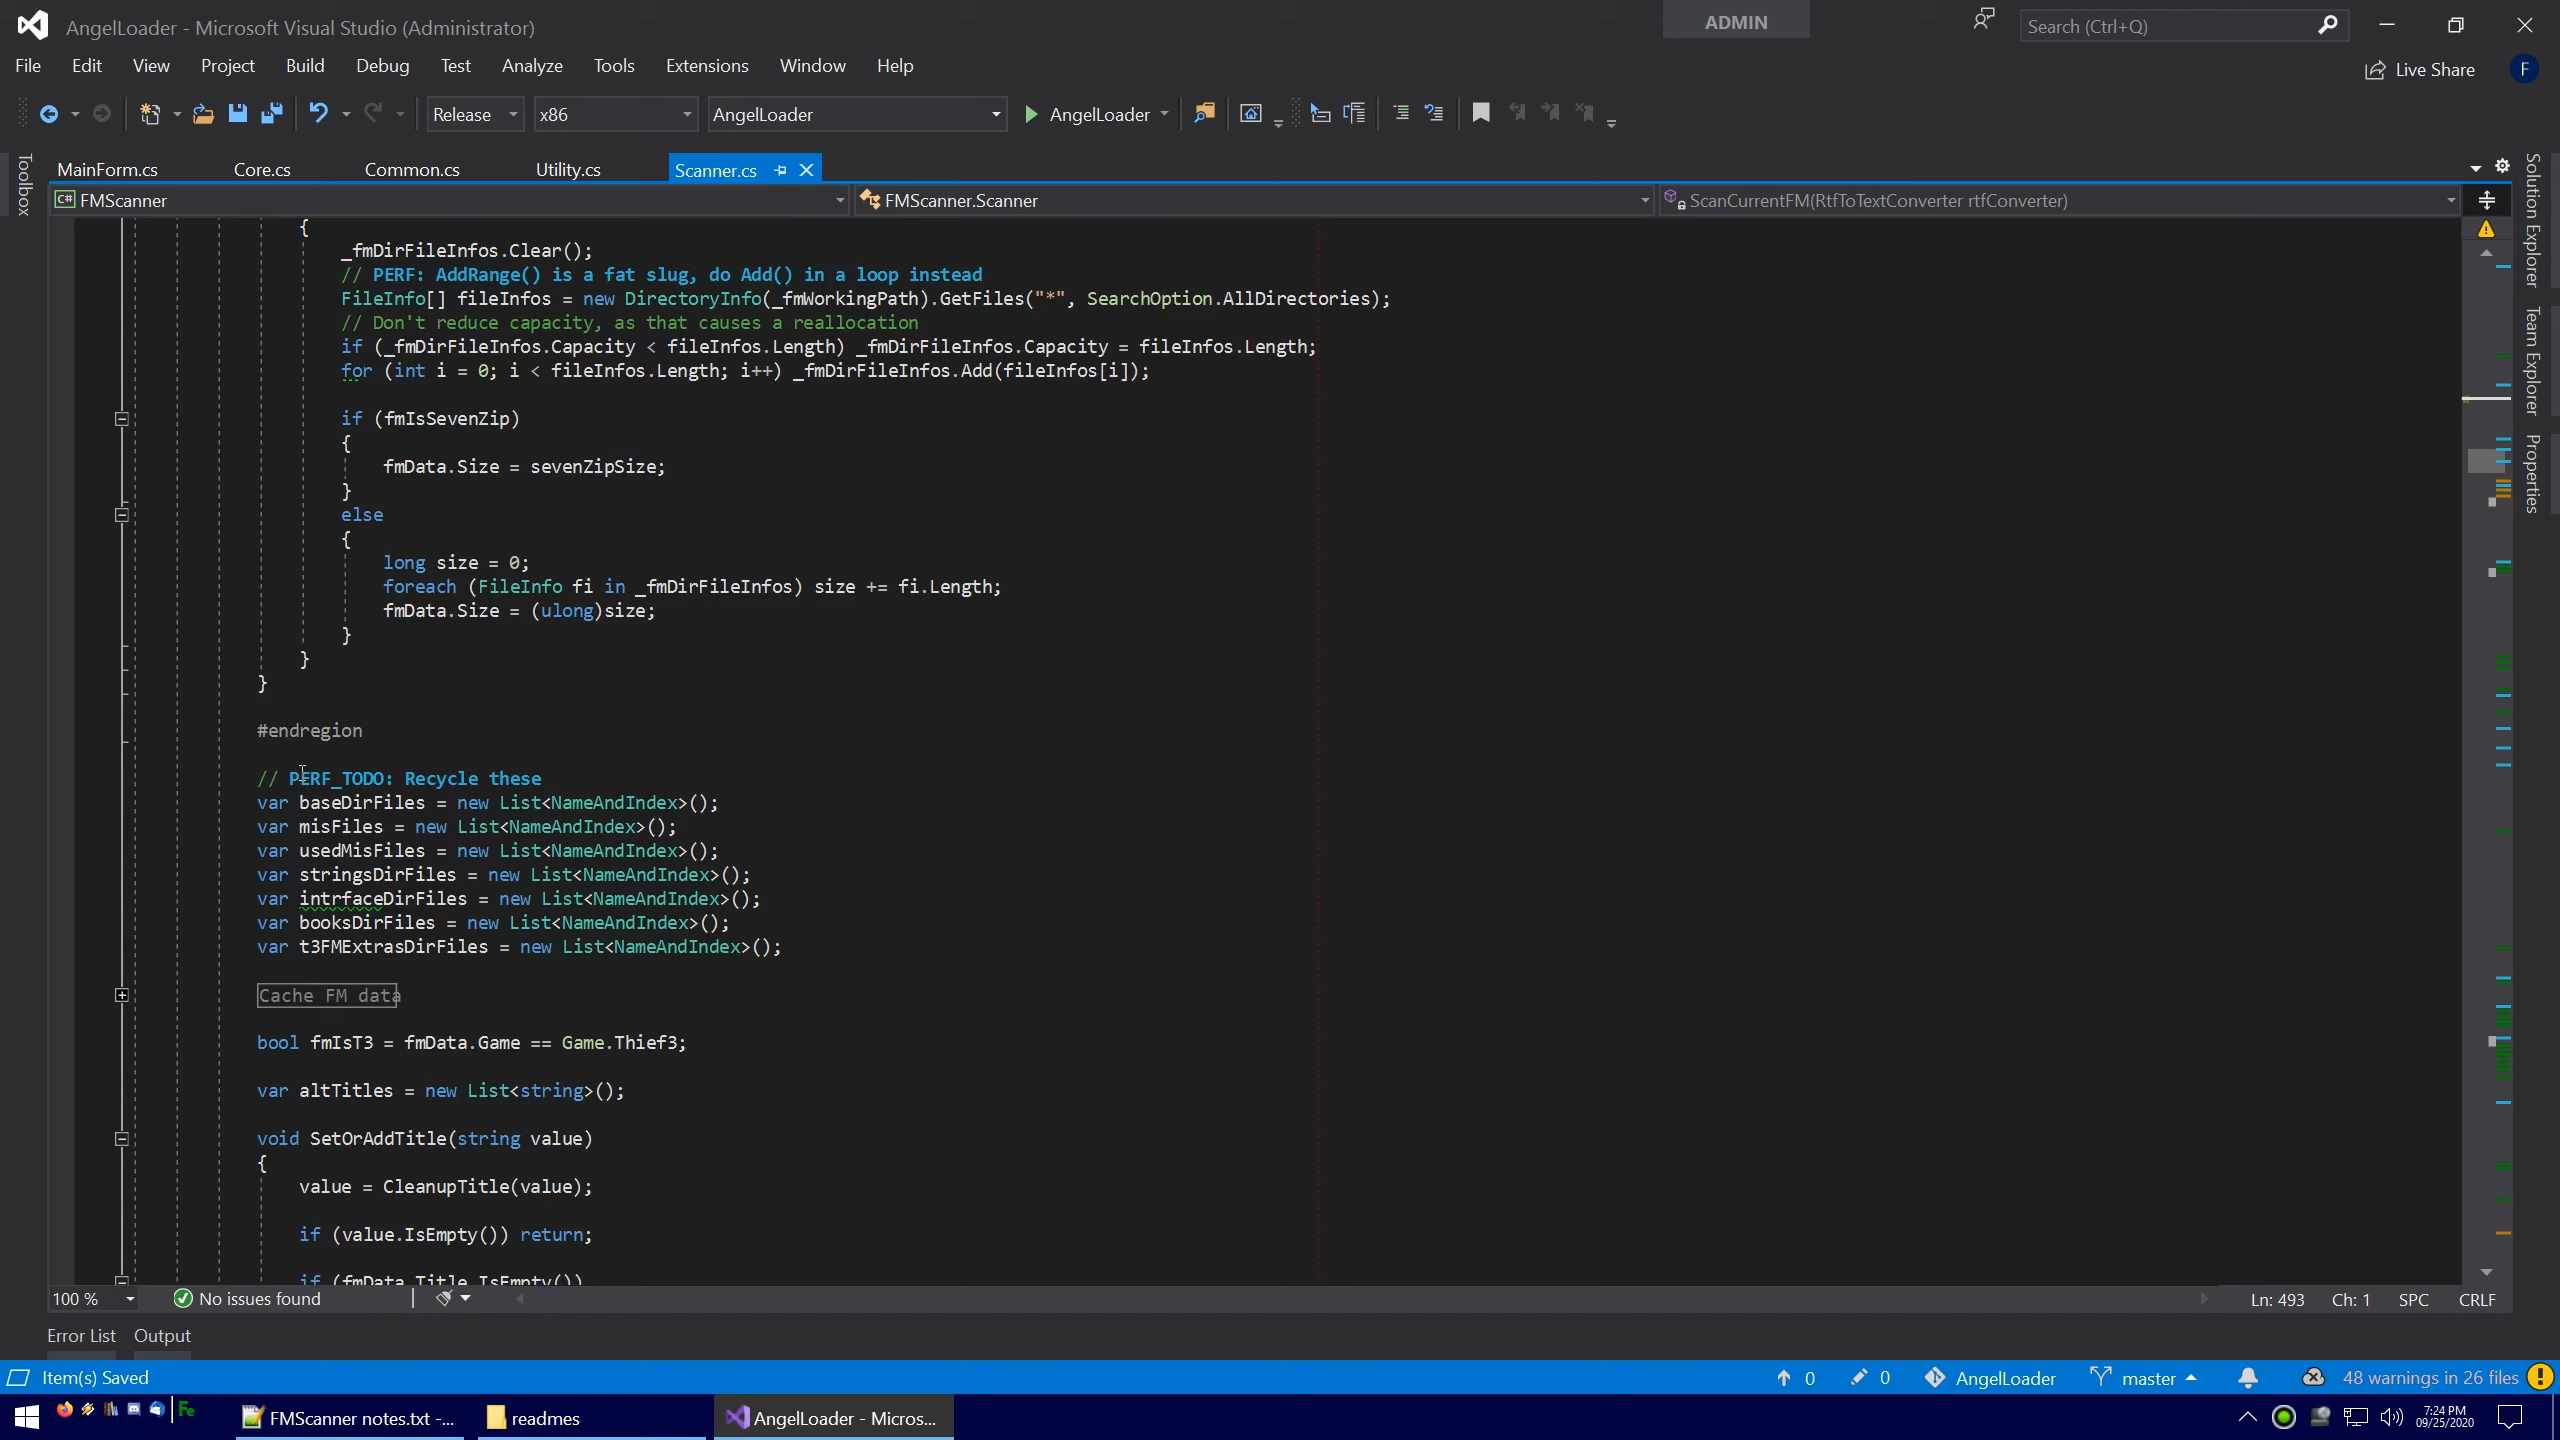 AngelLoader - Microsoft Visual Studio (Administrator)
ADMIN
Search (Ctrl+Q)
File Edit View Project Build Debug Test Analyze Tools Extensions Window Help
Live Share
F
Release x86 AngelLoader AngelLoader
Toolbox
MainForm.cs Core.cs Common.cs Utility.cs Scanner.cs
C# FMScanner FMScanner.Scanner ScanCurrentFM(RtfToTextConverter rtfConverter)
Solution Explorer
Team Explorer
Properties
{
_fmDirFileInfos.Clear();
// PERF: AddRange() is a fat slug, do Add() in a loop instead
FileInfo[] fileInfos = new DirectoryInfo(_fmWorkingPath).GetFiles("*", SearchOption.AllDirectories);
// Don't reduce capacity, as that causes a reallocation
if (_fmDirFileInfos.Capacity < fileInfos.Length) _fmDirFileInfos.Capacity = fileInfos.Length;
for (int i = 0; i < fileInfos.Length; i++) _fmDirFileInfos.Add(fileInfos[i]);
if (fmIsSevenZip)
{
fmData.Size = sevenZipSize;
}
else
{
long size = 0;
foreach (FileInfo fi in _fmDirFileInfos) size += fi.Length;
fmData.Size = (ulong)size;
}
}
}
#endregion
// PERF_TODO: Recycle these
var baseDirFiles = new List<NameAndIndex>();
var misFiles = new List<NameAndIndex>();
var usedMisFiles = new List<NameAndIndex>();
var stringsDirFiles = new List<NameAndIndex>();
var intrfaceDirFiles = new List<NameAndIndex>();
var booksDirFiles = new List<NameAndIndex>();
var t3FMExtrasDirFiles = new List<NameAndIndex>();
Cache FM data
bool fmIsT3 = fmData.Game == Game.Thief3;
var altTitles = new List<string>();
void SetOrAddTitle(string value)
{
value = CleanupTitle(value);
if (value.IsEmpty()) return;
if (fmData.Title.IsEmpty())
100 % No issues found Ln: 493 Ch: 1 SPC CRLF
Error List Output
Item(s) Saved 0 0 AngelLoader master 48 warnings in 26 files
Fe FMScanner notes.txt -... readmes AngelLoader - Micros... 7:24 PM
09/25/2020